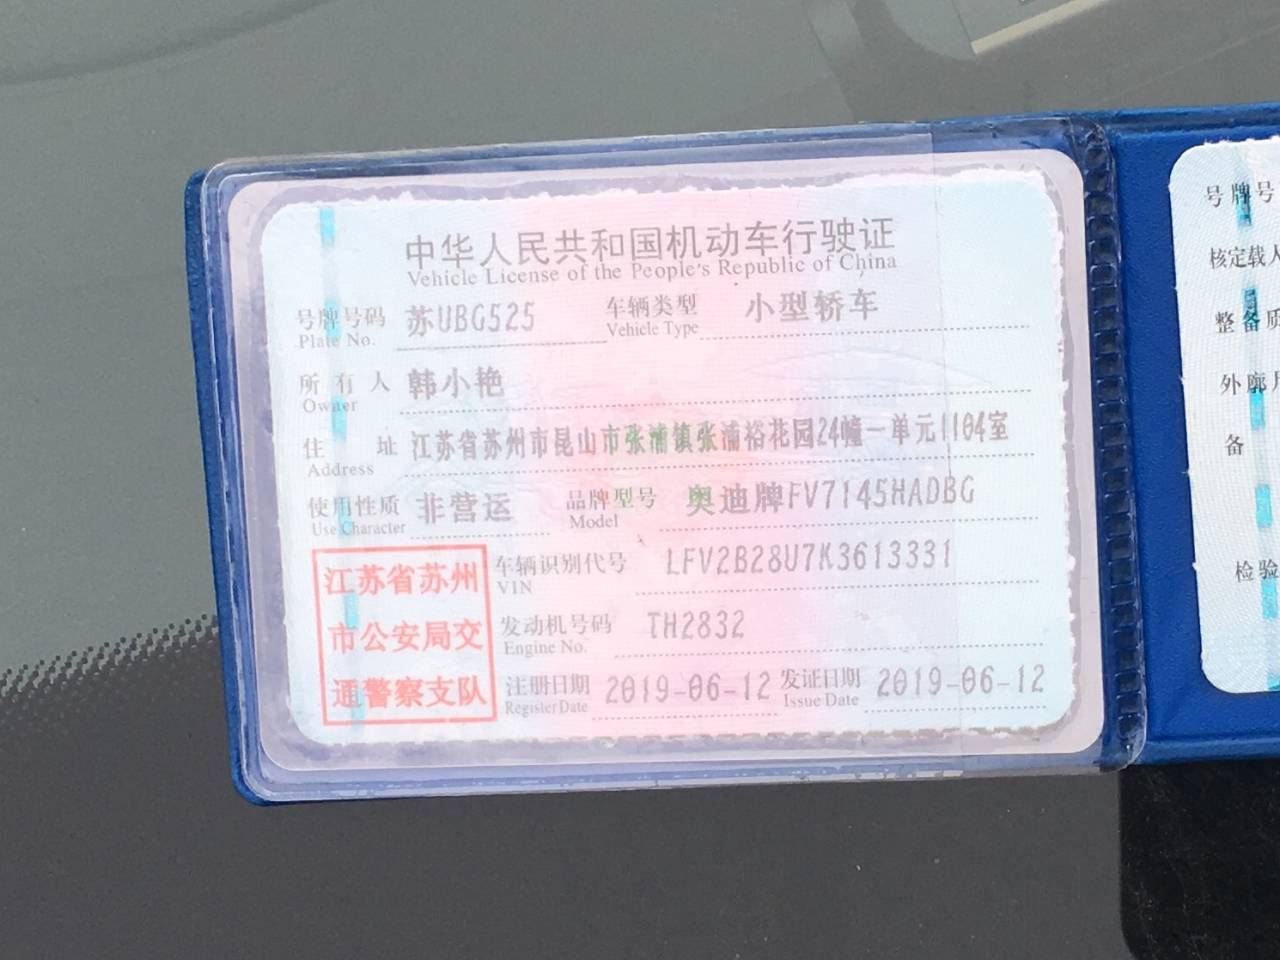 中华人民共和国机动车行驶证
Vehicle License of the People's Republic of China
号牌号码 苏UBG525 车辆类型 小型轿车
Plate No. Vehicle Type
所有人 韩小艳
Owner
住址 江苏省苏州市昆山市张浦镇张浦裕花园24幢一单元1104室
Address
使用性质 非营运 品牌型号 奥迪牌FV7145HADBG
Use Character Model
车辆识别代号 LFV2B28U7K3613331
VIN
发动机号码 TH2832
Engine No.
注册日期 2019-06-12 发证日期 2019-06-12
Register Date Issue Date
江苏省苏州
市公安局交
通警察支队
号牌号
核定载人
整备质
外廓
备
检验